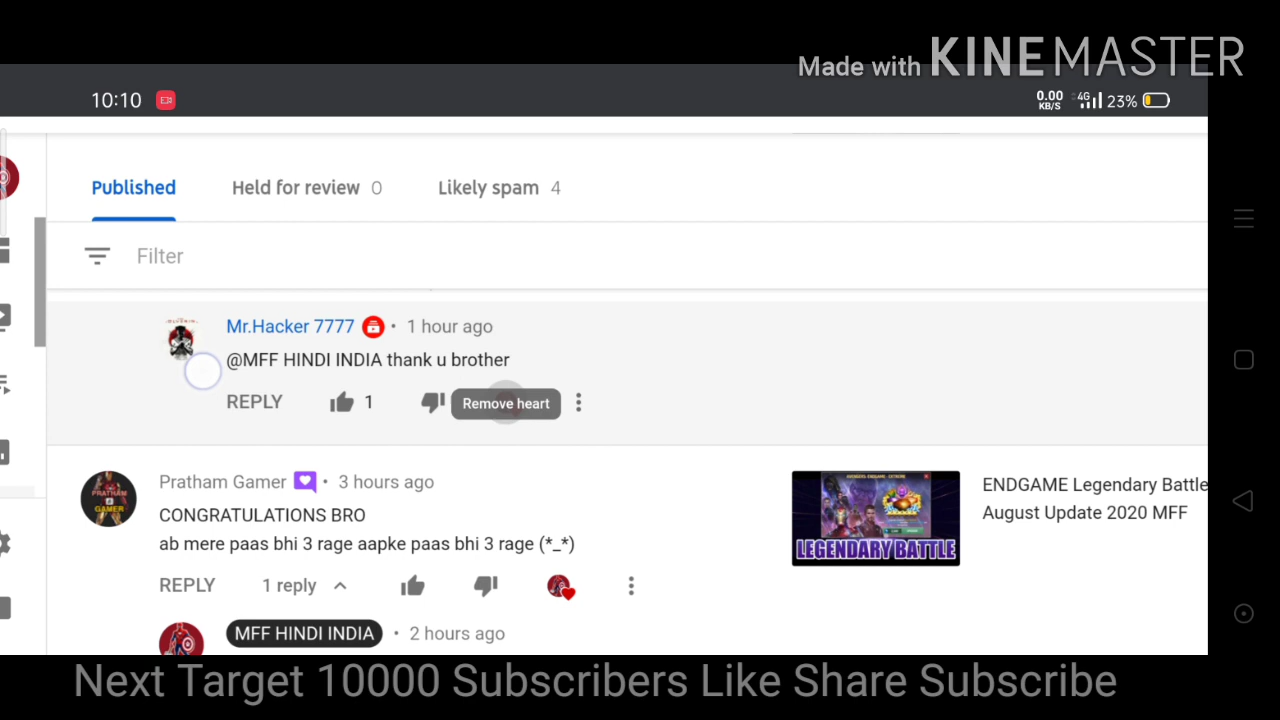 Made with KINEMASTER
10:10
0.00 KB/S 4G 23%
Published Held for review 0 Likely spam 4
Filter
Mr.Hacker 7777 • 1 hour ago
@MFF HINDI INDIA thank u brother
REPLY 1 Remove heart
Pratham Gamer • 3 hours ago
CONGRATULATIONS BRO
ab mere paas bhi 3 rage aapke paas bhi 3 rage (*_*)
REPLY 1 reply
MFF HINDI INDIA • 2 hours ago
PRATHAM
GAMER
LEGENDARY BATTLE
ENDGAME Legendary Battle
August Update 2020 MFF
Next Target 10000 Subscribers Like Share Subscribe